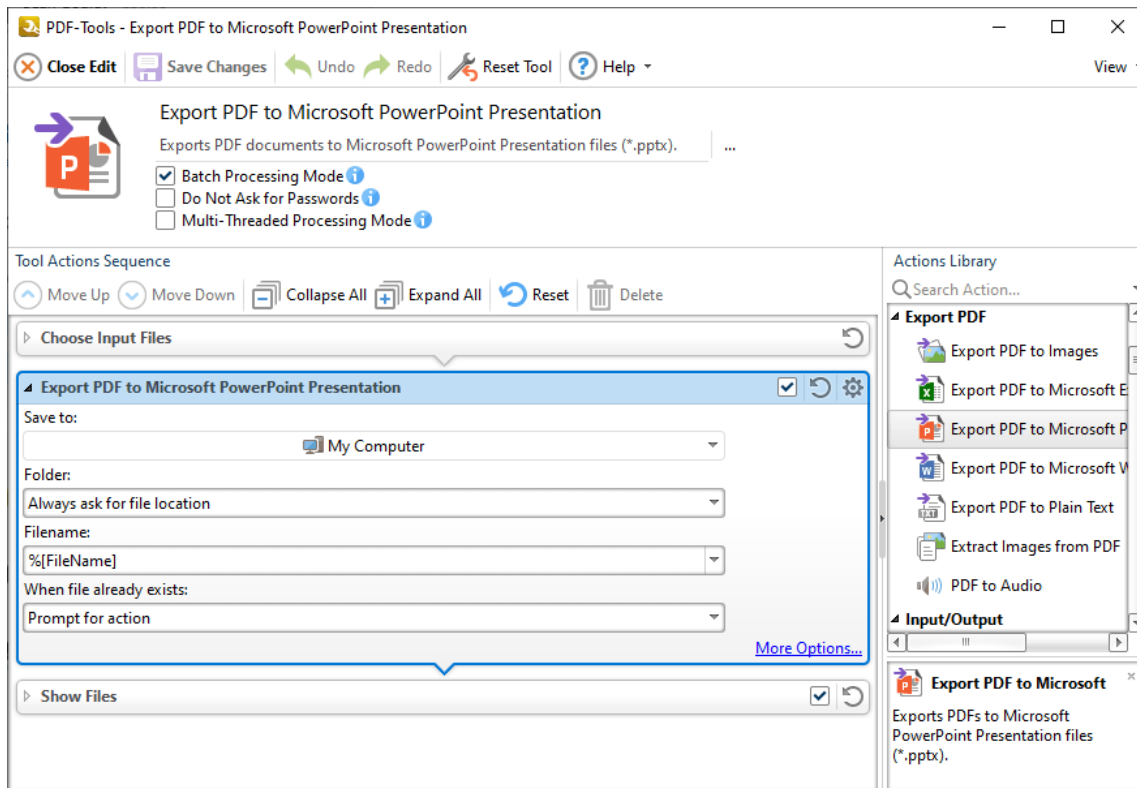 PDF-Tools - Export PDF to Microsoft PowerPoint Presentation
Close Edit Save Changes Undo Redo Reset Tool Help View
Export PDF to Microsoft PowerPoint Presentation
Exports PDF documents to Microsoft PowerPoint Presentation files (*.pptx). ...
Batch Processing Mode
Do Not Ask for Passwords
Multi-Threaded Processing Mode
Tool Actions Sequence
Move Up Move Down Collapse All Expand All Reset Delete
Choose Input Files
Export PDF to Microsoft PowerPoint Presentation
Save to:
My Computer
Folder:
Always ask for file location
Filename:
%[FileName]
When file already exists:
Prompt for action
More Options...
Show Files
Actions Library
Search Action...
Export PDF
Export PDF to Images
Export PDF to Microsoft E
Export PDF to Microsoft P
Export PDF to Microsoft W
Export PDF to Plain Text
Extract Images from PDF
PDF to Audio
Input/Output
Export PDF to Microsoft
Exports PDFs to Microsoft
PowerPoint Presentation files
(*.pptx).